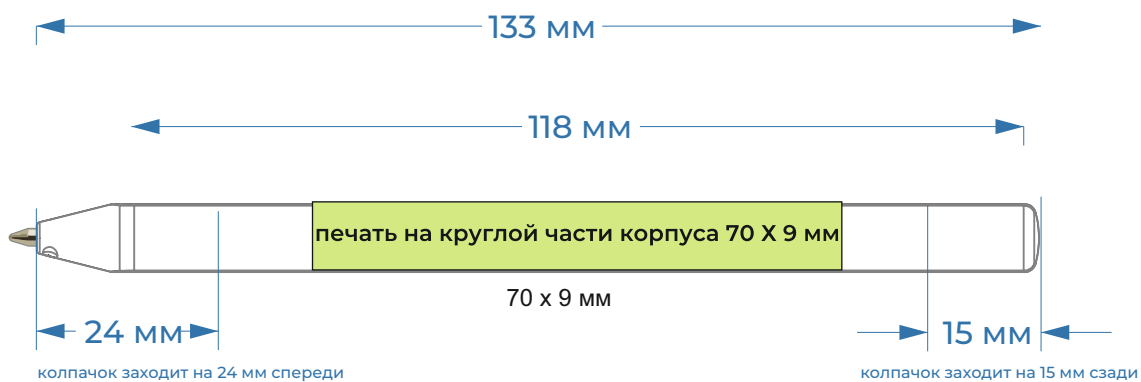 133 мм
118 мм
печать на круглой части корпуса 70 X 9 мм
70 x 9 мм
24 мм
15 мм
колпачок заходит на 24 мм спереди
колпачок заходит на 15 мм сзади